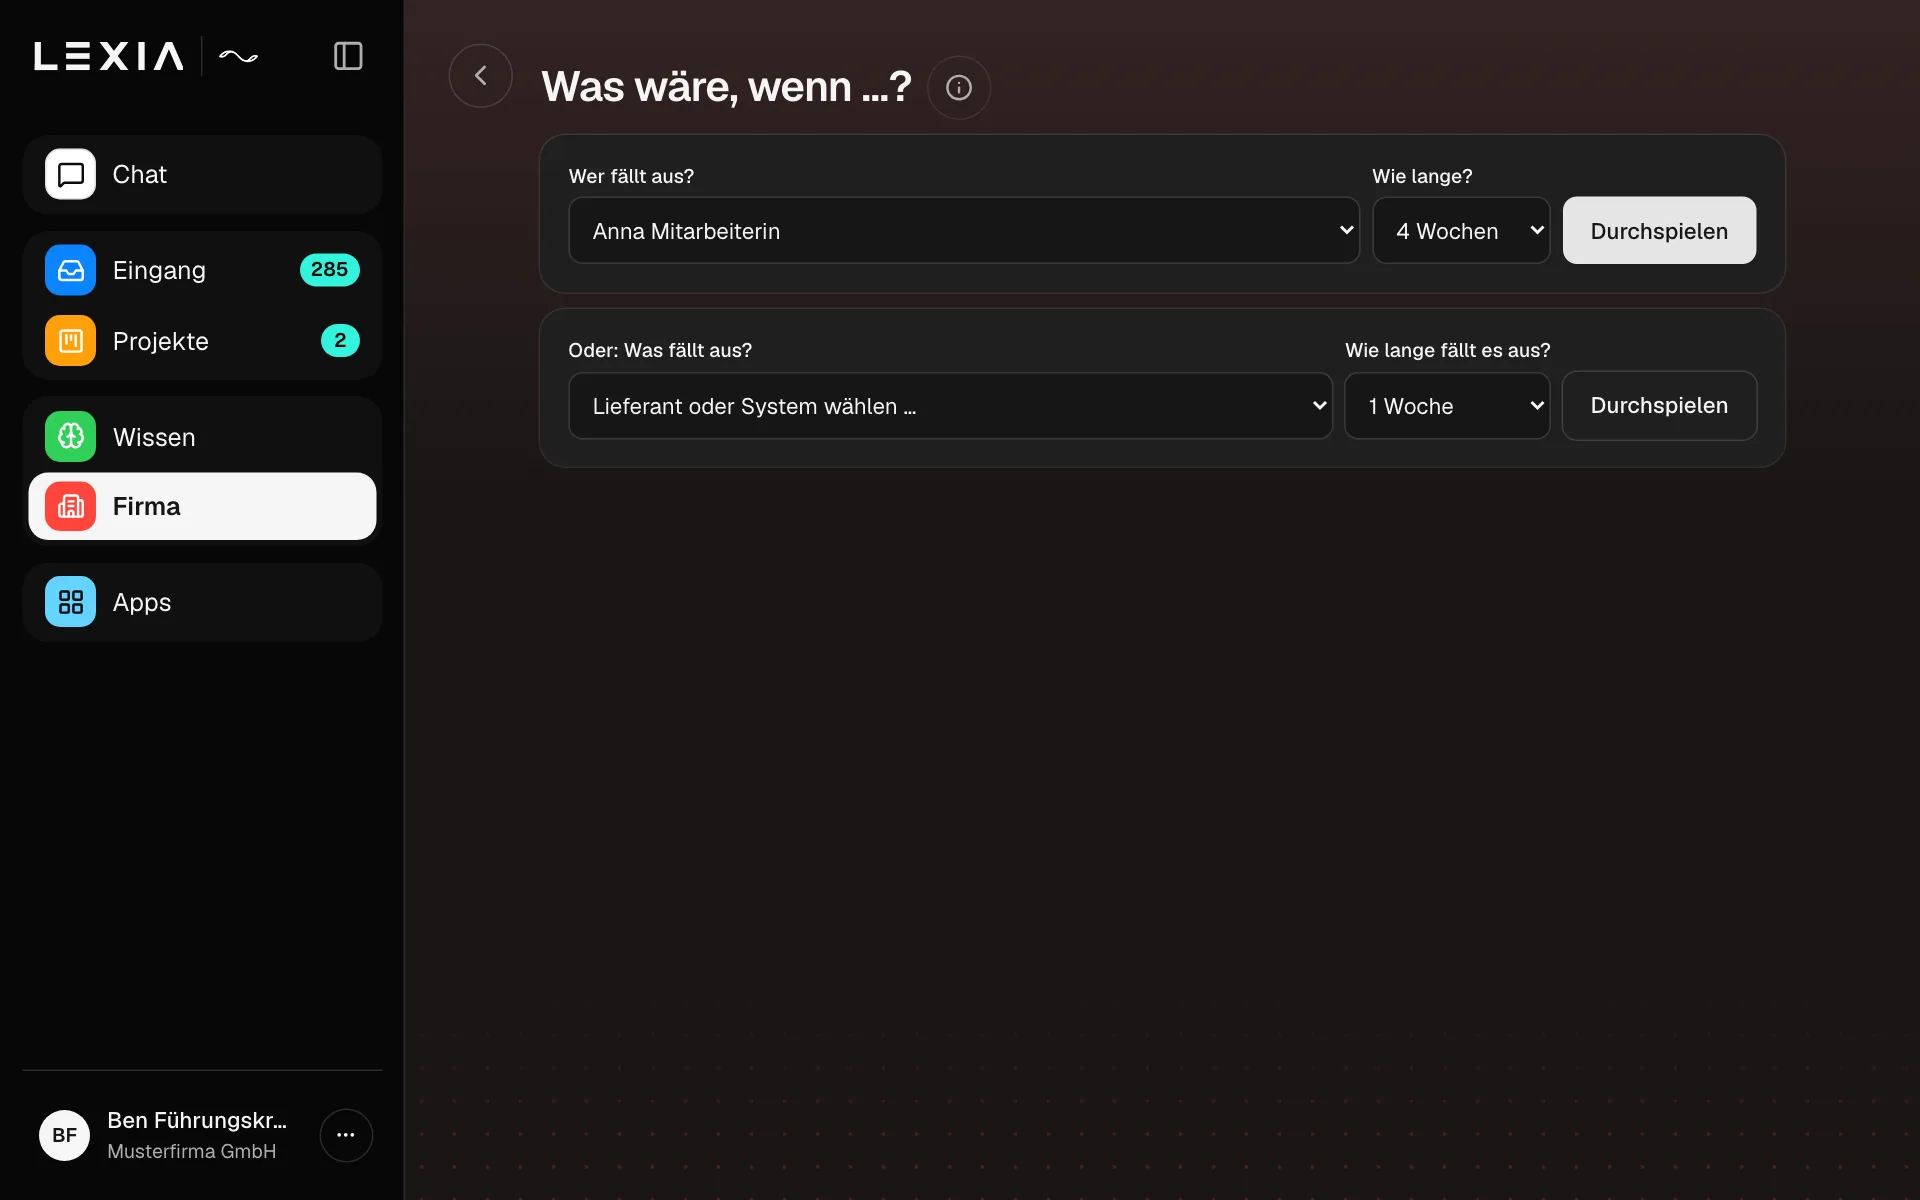 LEXIA
Chat
Eingang 285
Projekte 2
Wissen
Firma
Apps
BF
Ben Führungskr...
Musterfirma GmbH
Was wäre, wenn ...?
Wer fällt aus?
Wie lange?
Anna Mitarbeiterin
4 Wochen
Durchspielen
Oder: Was fällt aus?
Wie lange fällt es aus?
Lieferant oder System wählen ...
1 Woche
Durchspielen